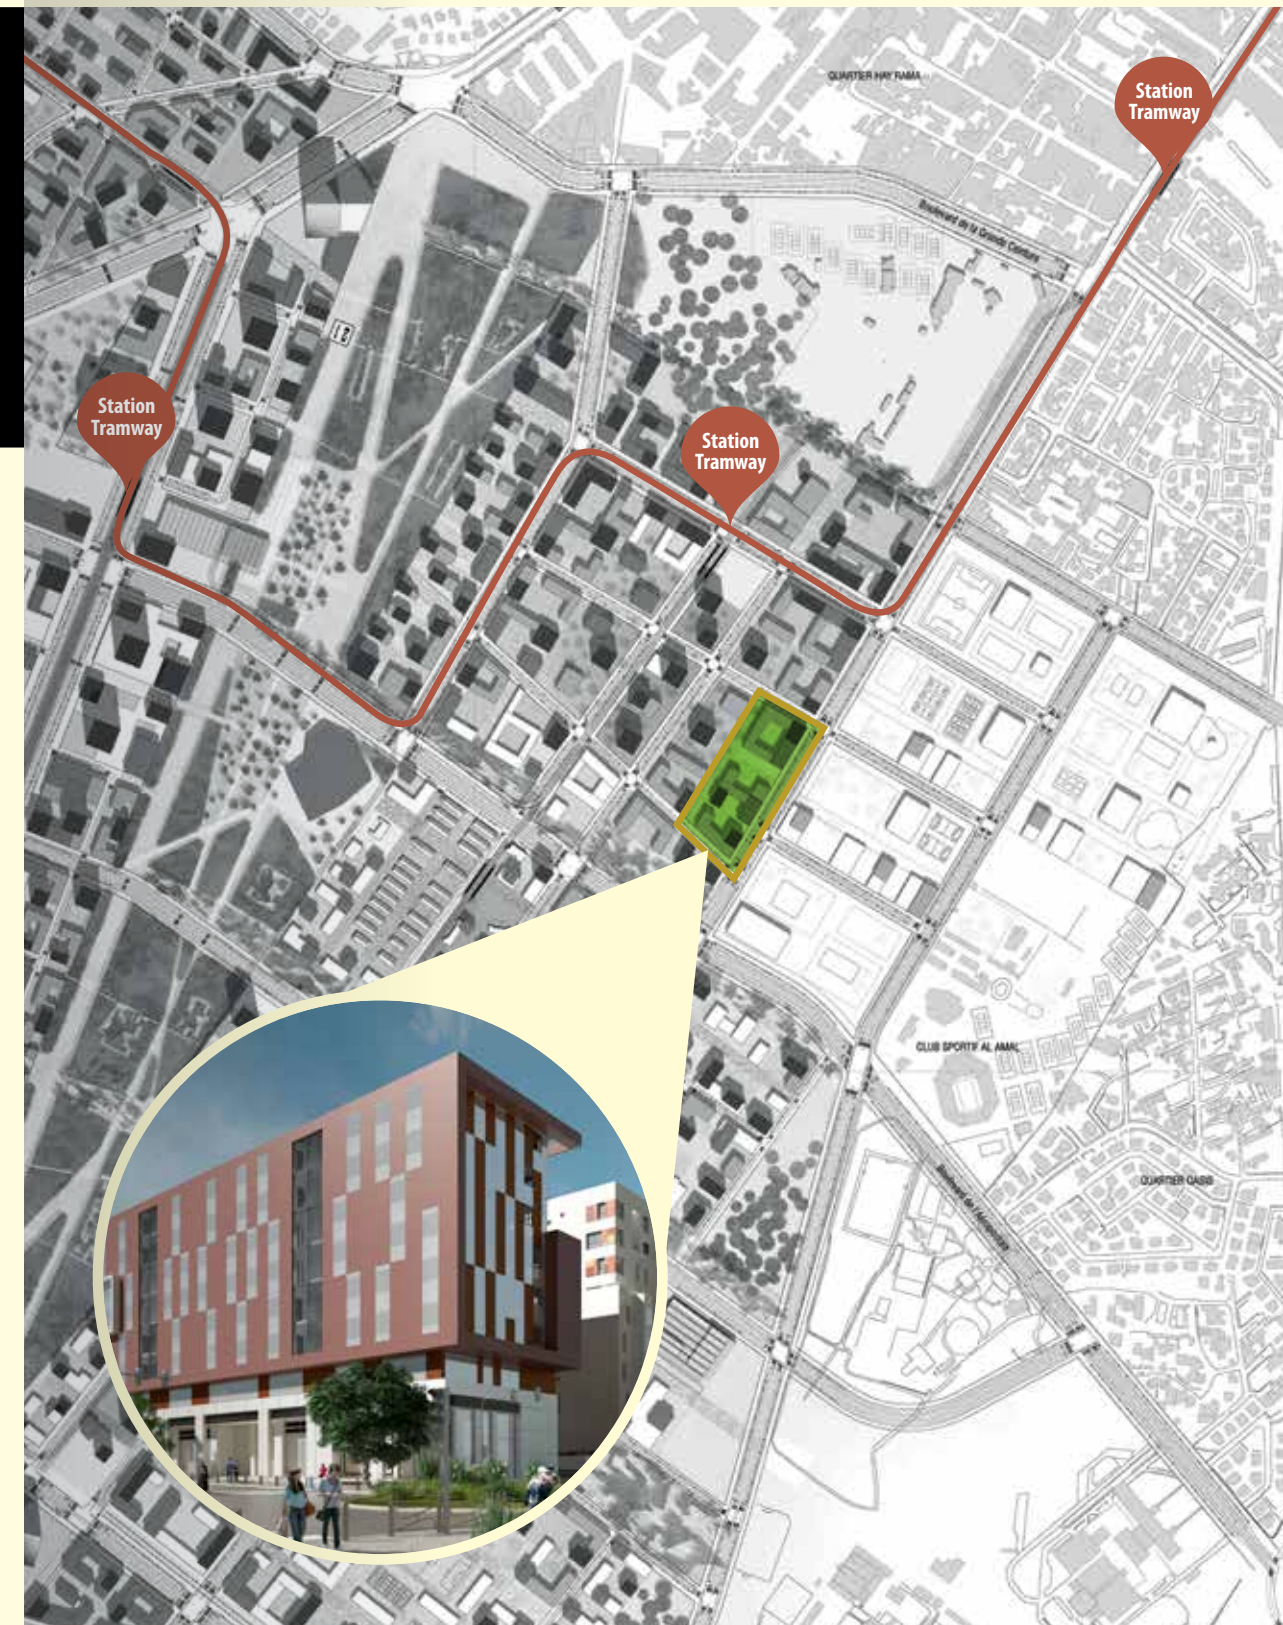 QUARTIER HAY RAMA
Station
Tramway
Boulevard de la Grande Ceinture
Station
Tramway
Station
Tramway
CLUB SPORTIF AL AMAL
QUARTIER OASIS